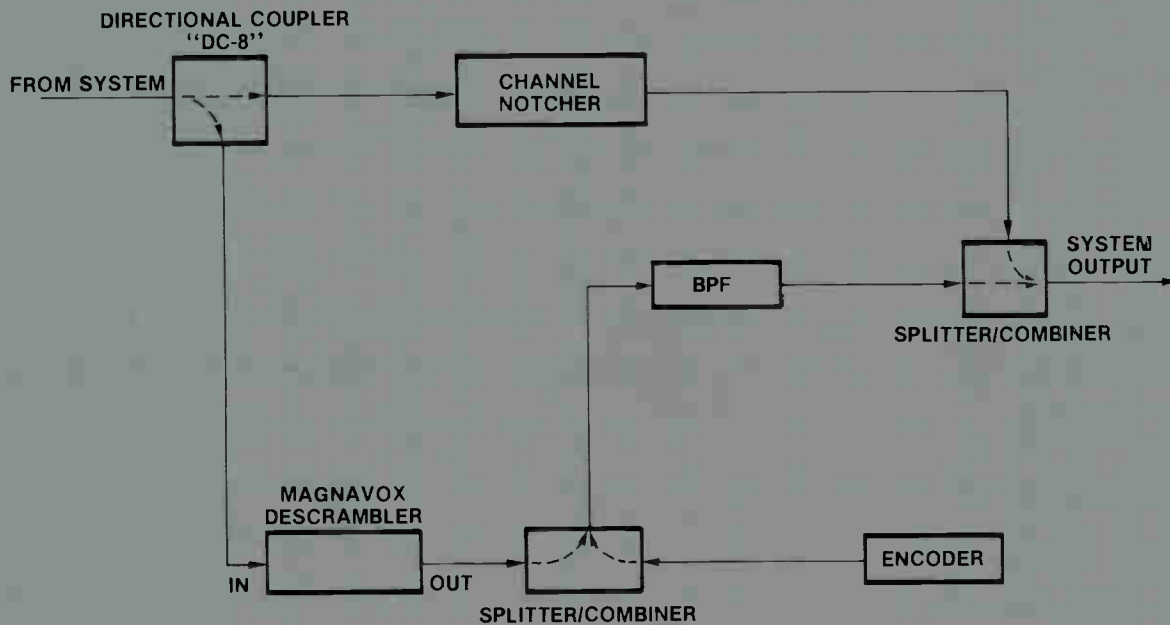 DIRECTIONAL COUPLER
"DC-8"
FROM SYSTEM
CHANNEL
NOTCHER
SYSTEM
OUTPUT
BPF
SPLITTER/COMBINER
MAGNAVOX
DESCRAMBLER
IN
OUT
ENCODER
SPLITTER/COMBINER